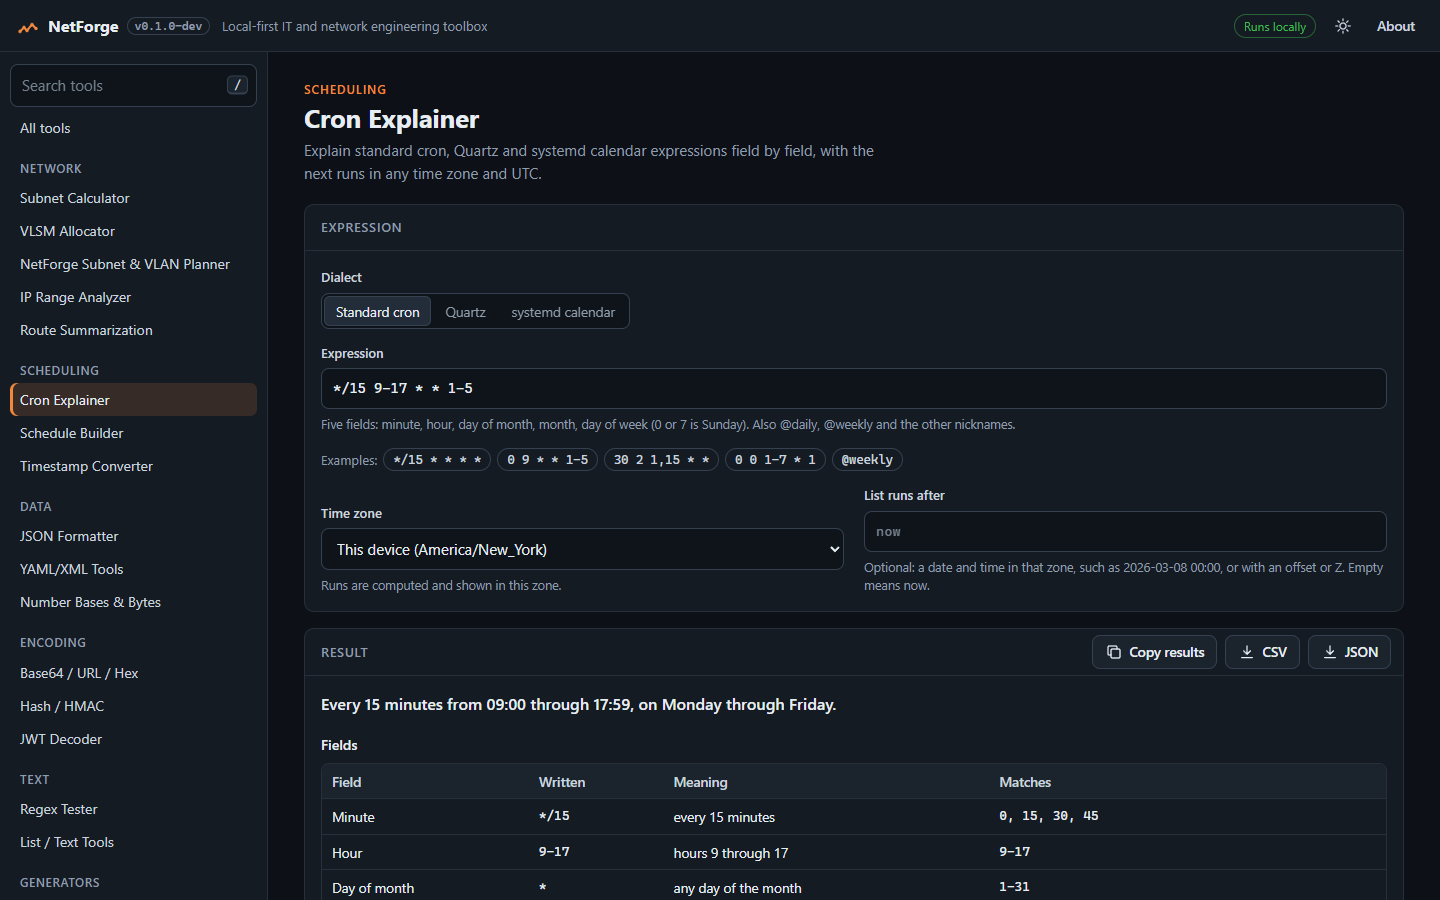 NetForge v0.1.0-dev Local-first IT and network engineering toolbox Runs locally About
Search tools /
All tools
NETWORK
Subnet Calculator
VLSM Allocator
NetForge Subnet & VLAN Planner
IP Range Analyzer
Route Summarization
SCHEDULING
Cron Explainer
Schedule Builder
Timestamp Converter
DATA
JSON Formatter
YAML/XML Tools
Number Bases & Bytes
ENCODING
Base64 / URL / Hex
Hash / HMAC
JWT Decoder
TEXT
Regex Tester
List / Text Tools
GENERATORS
SCHEDULING
Cron Explainer
Explain standard cron, Quartz and systemd calendar expressions field by field, with the
next runs in any time zone and UTC.
EXPRESSION
Dialect
Standard cron Quartz systemd calendar
Expression
*/15 9-17 * * 1-5
Five fields: minute, hour, day of month, month, day of week (0 or 7 is Sunday). Also @daily, @weekly and the other nicknames.
Examples: */15 * * * * 0 9 * * 1-5 30 2 1,15 * * 0 0 1-7 * 1 @weekly
Time zone
This device (America/New_York)
Runs are computed and shown in this zone.
List runs after
now
Optional: a date and time in that zone, such as 2026-03-08 00:00, or with an offset or Z. Empty
means now.
RESULT Copy results CSV JSON
Every 15 minutes from 09:00 through 17:59, on Monday through Friday.
Fields
Field Written Meaning Matches
Minute */15 every 15 minutes 0, 15, 30, 45
Hour 9-17 hours 9 through 17 9-17
Day of month * any day of the month 1-31